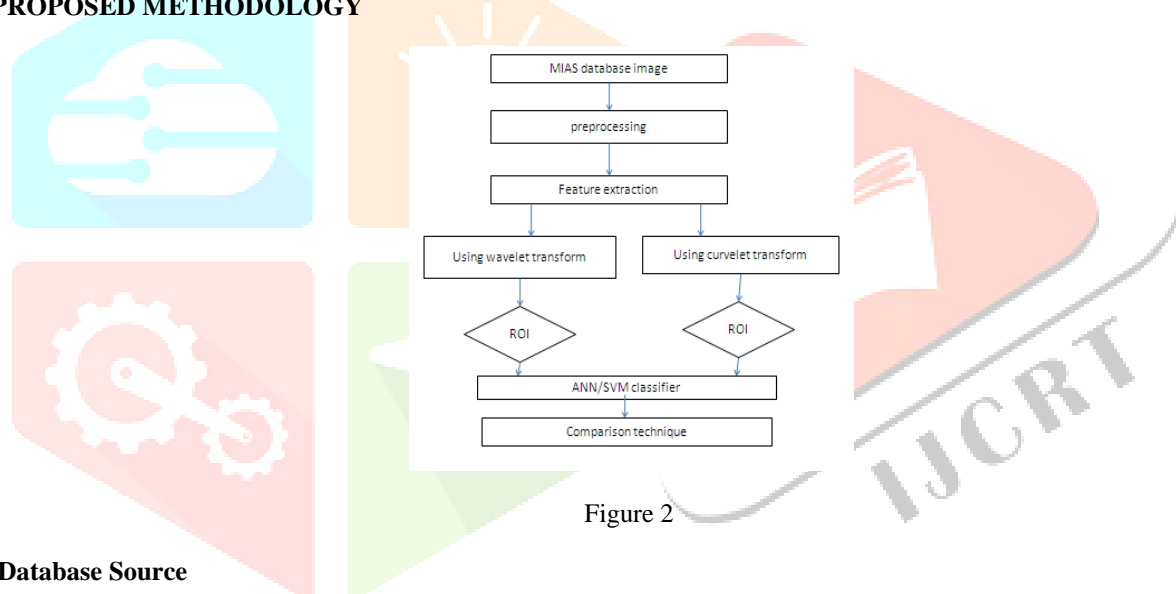 PROPOSED METHODOLOGY
MIAS database image
preprocessing
Feature extraction
Using wavelet transform
Using curvelet transform
ROI
ROI
ANN/SVM classifier
Comparison technique
IJCRT
Figure 2
Database Source